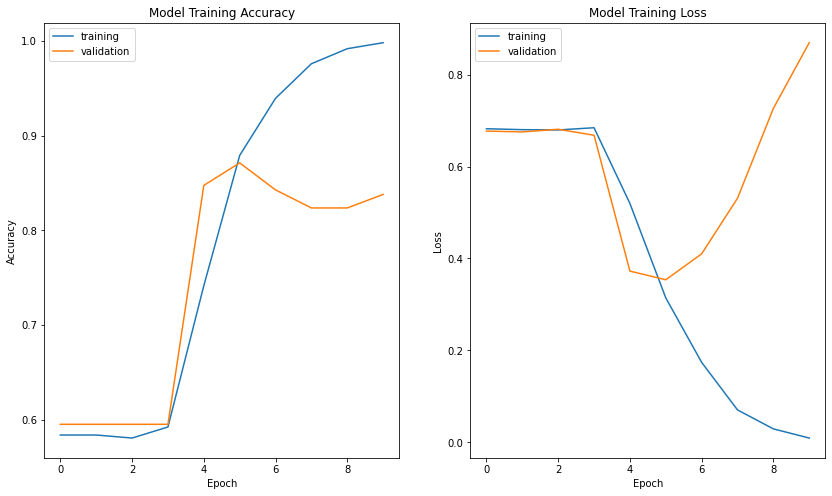 Model Training Accuracy
training
validation
1.0
0.9
0.8
0.7
0.6
Accuracy
0 2 4 6 8
Epoch
Model Training Loss
training
validation
0.8
0.6
0.4
0.2
0.0
Loss
0 2 4 6 8
Epoch